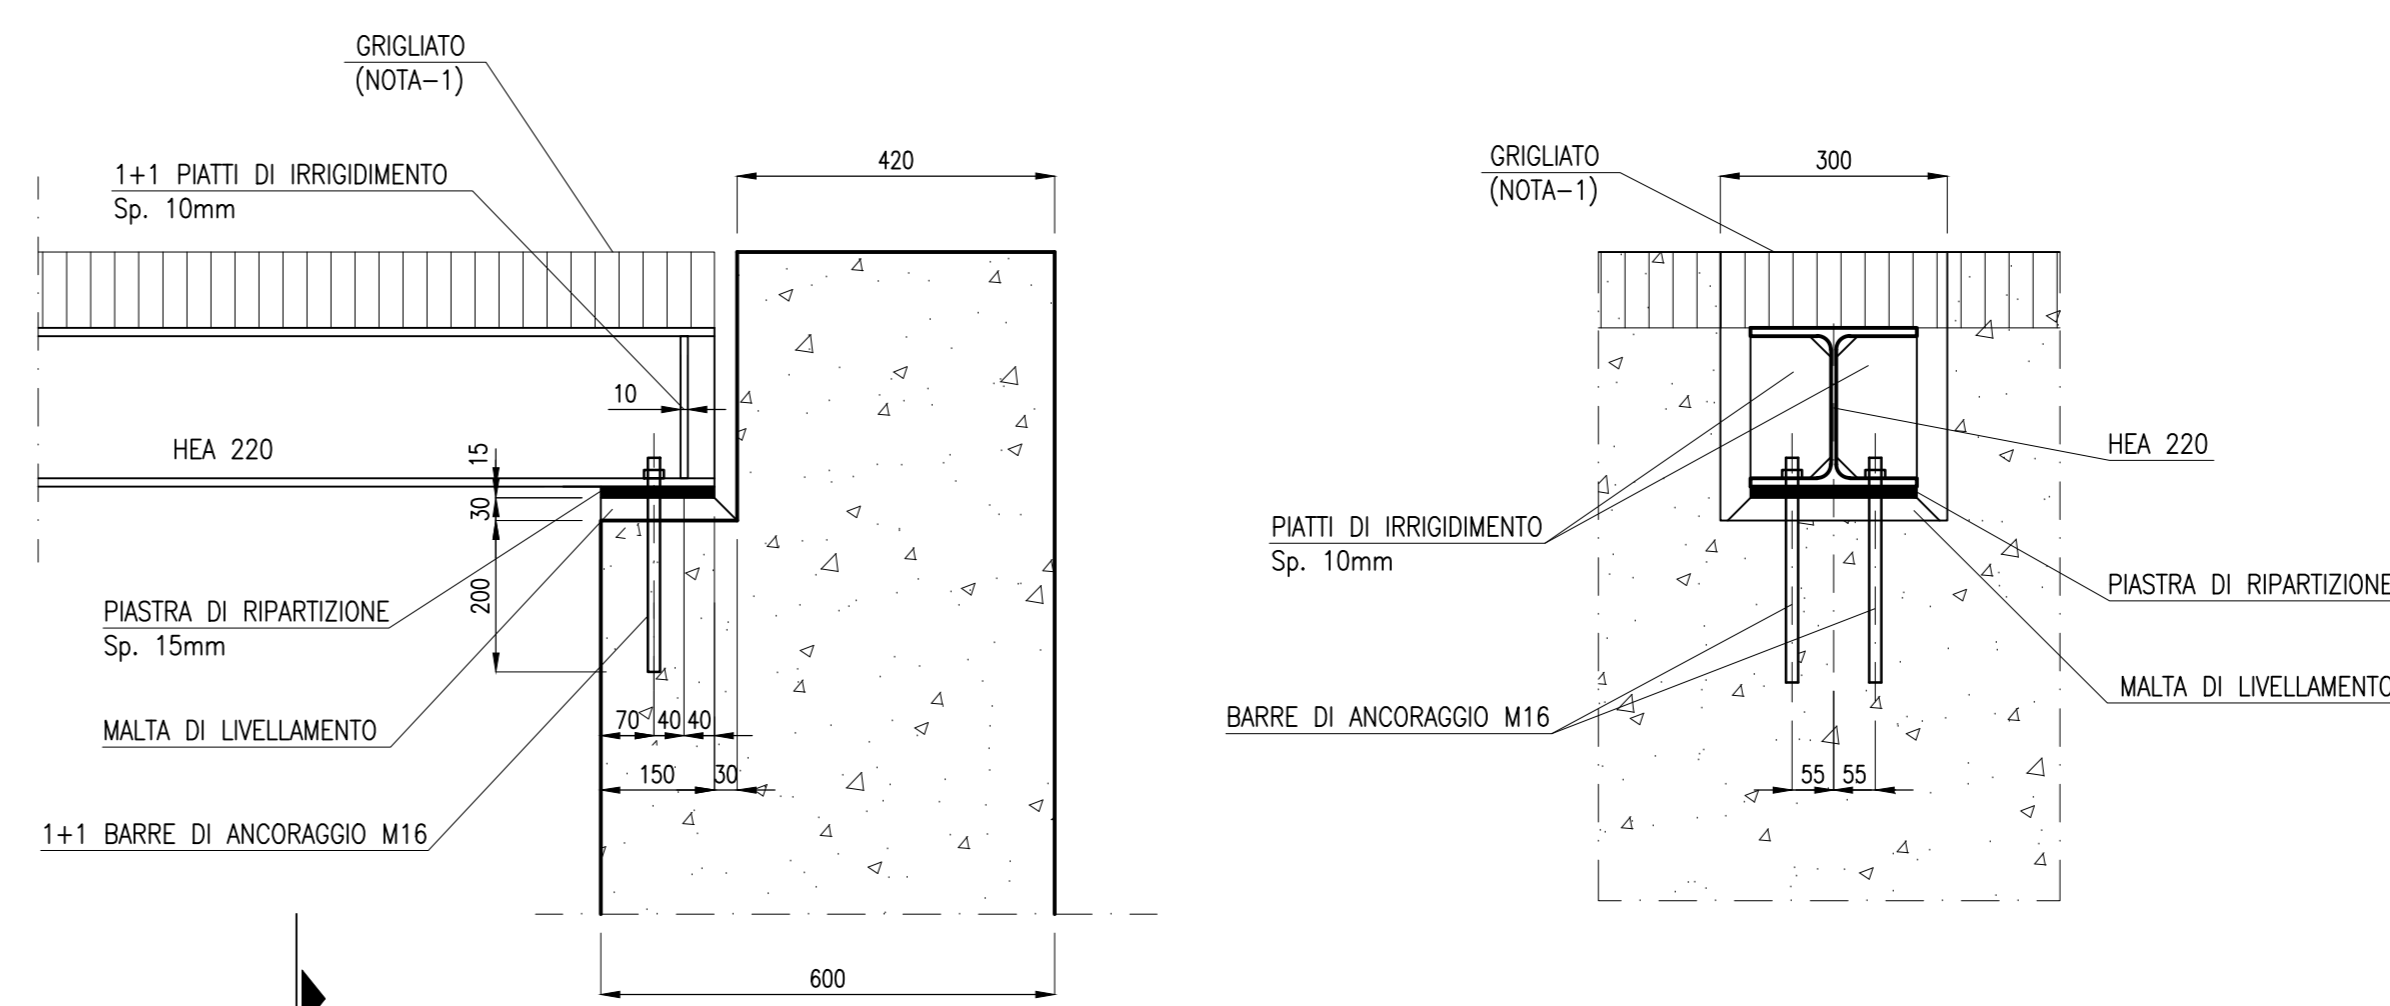 GRIGLIATO
(NOTA-1)
1+1 PIATTI DI IRRIGIDIMENTO
Sp. 10mm
420
10
HEA 220
15
30
200
PIASTRA DI RIPARTIZIONE
Sp. 15mm
MALTA DI LIVELLAMENTO
1+1 BARRE DI ANCORAGGIO M16
70 40 40
150 30
600
GRIGLIATO
(NOTA-1)
300
HEA 220
PIATTI DI IRRIGIDIMENTO
Sp. 10mm
PIASTRA DI RIPARTIZIONE
MALTA DI LIVELLAMENTO
BARRE DI ANCORAGGIO M16
55 55